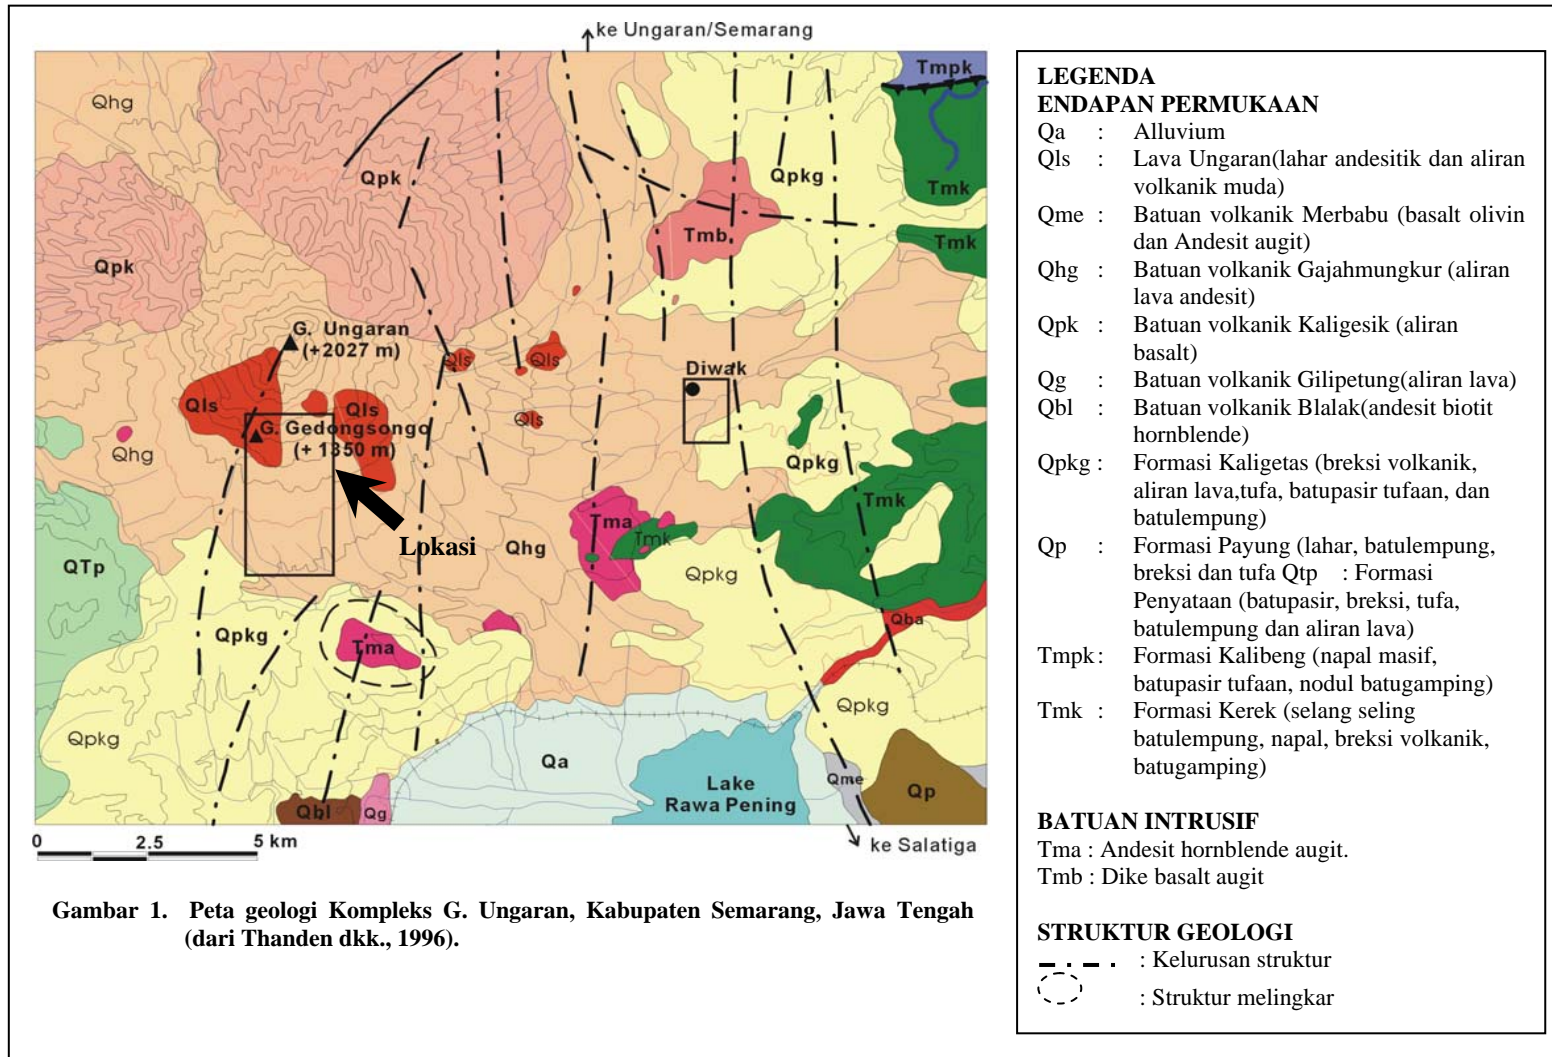 ke Ungaran/Semarang
Qhg
Qpk
Tmpk
Qpkg
Tmk
Tmb
Tmk
Qpk
G. Ungaran
(+2027 m)
Qls
Qls
Diwak
Qls
Qls
Qls
G. Gedongsongo
(+ 1350 m)
Qhg
Qpkg
Tmk
Tma
Tmk
Lokasi
Qhg
QTp
Qpkg
Qpkg
Tma
Qba
Qpkg
Qpkg
Qa
Lake
Rawa Pening
Qme
Qp
Qbl
Qg
0 2.5 5 km
ke Salatiga
Gambar 1. Peta geologi Kompleks G. Ungaran, Kabupaten Semarang, Jawa Tengah
(dari Thanden dkk., 1996).
LEGENDA
ENDAPAN PERMUKAAN
Qa : Alluvium
Qls : Lava Ungaran(lahar andesitik dan aliran
volkanik muda)
Qme : Batuan volkanik Merbabu (basalt olivin
dan Andesit augit)
Qhg : Batuan volkanik Gajahmungkur (aliran
lava andesit)
Qpk : Batuan volkanik Kaligesik (aliran
basalt)
Qg : Batuan volkanik Gilipetung(aliran lava)
Qbl : Batuan volkanik Blalak(andesit biotit
hornblende)
Qpkg : Formasi Kaligetas (breksi volkanik,
aliran lava,tufa, batupasir tufaan, dan
batulempung)
Qp : Formasi Payung (lahar, batulempung,
breksi dan tufa Qtp : Formasi
Penyataan (batupasir, breksi, tufa,
batulempung dan aliran lava)
Tmpk : Formasi Kalibeng (napal masif,
batupasir tufaan, nodul batugamping)
Tmk : Formasi Kerek (selang seling
batulempung, napal, breksi volkanik,
batugamping)
BATUAN INTRUSIF
Tma : Andesit hornblende augit.
Tmb : Dike basalt augit
STRUKTUR GEOLOGI
: Kelurusan struktur
: Struktur melingkar